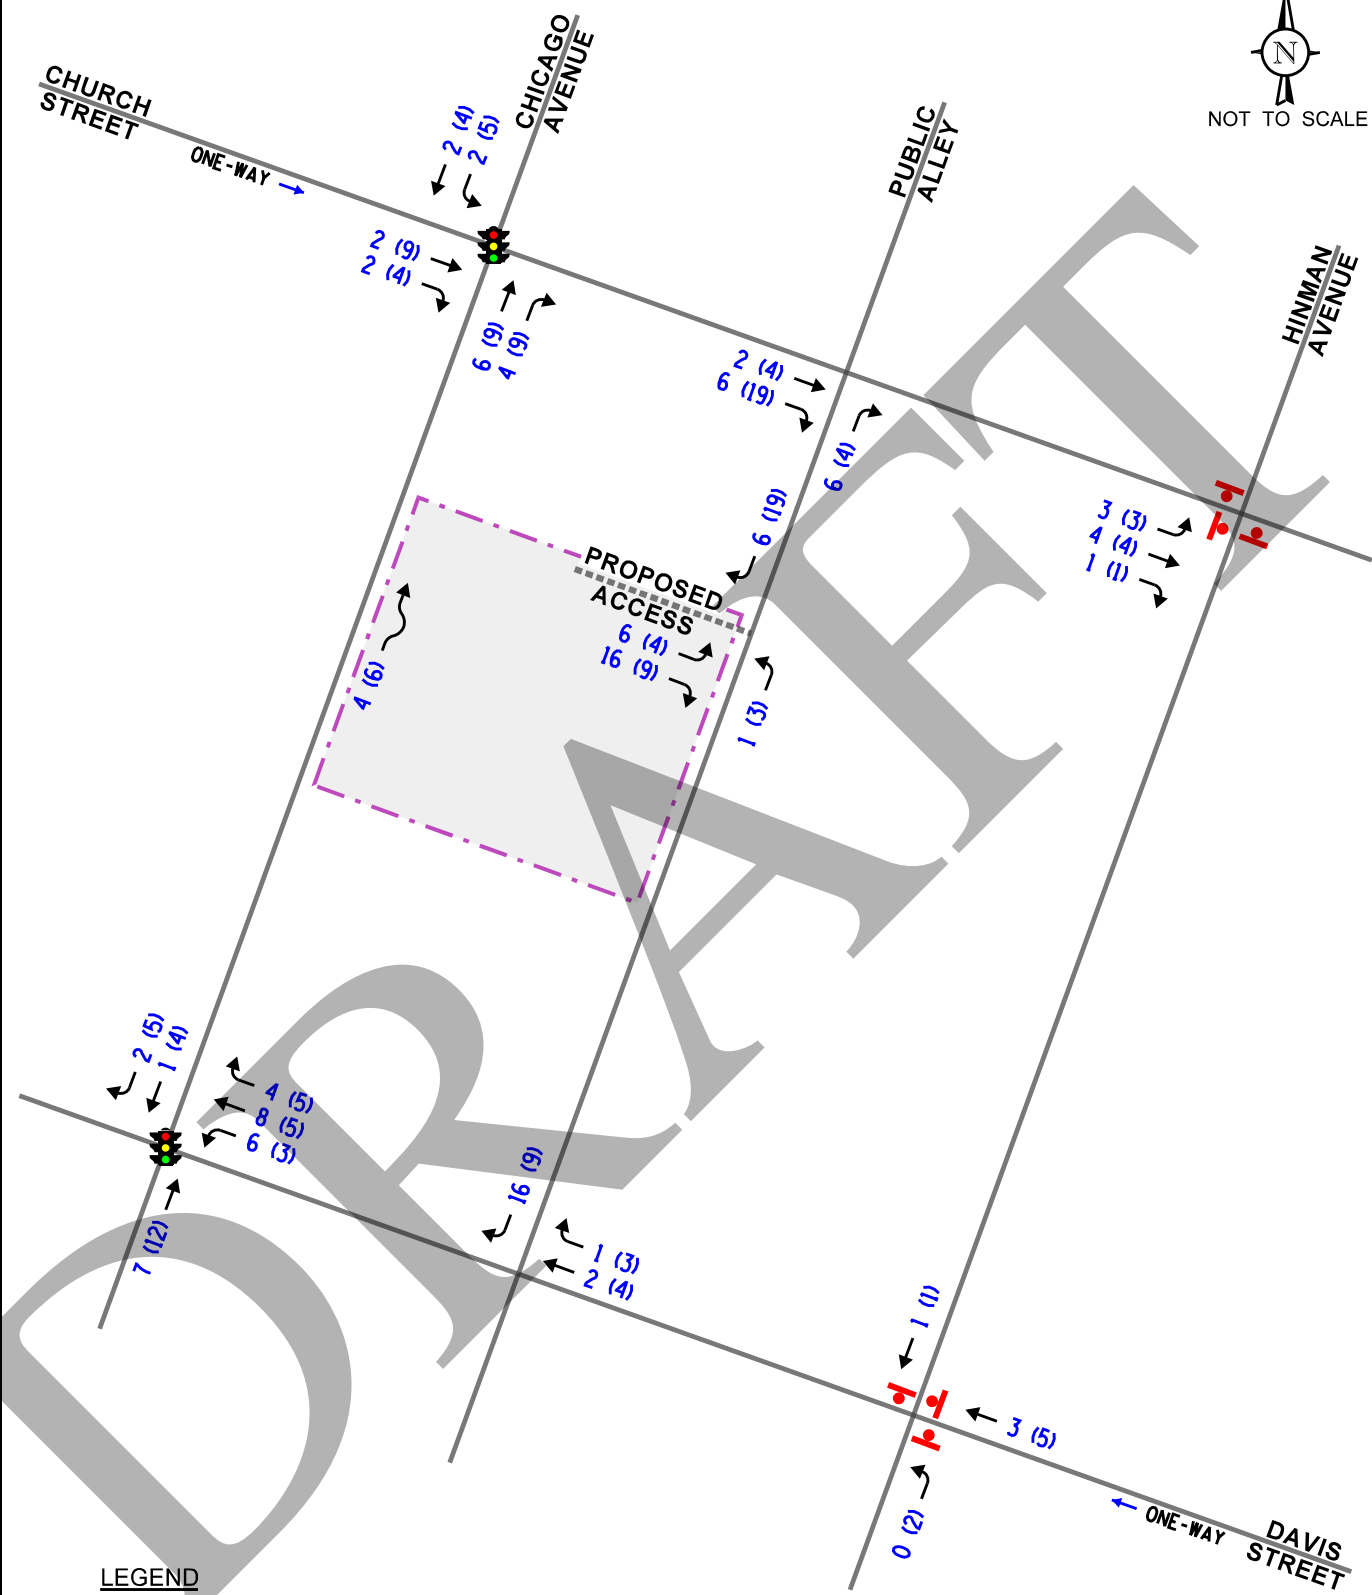 CHICAGO
AVENUE
N
NOT TO SCALE
CHURCH
STREET
ONE-WAY
2 (4)
2 (5)
PUBLIC
ALLEY
2 (9)
2 (4)
HINMAN
AVENUE
6 (9)
4 (9)
2 (4)
6 (19)
6 (4)
6 (19)
3 (3)
4 (4)
1 (1)
PROPOSED
ACCESS
6 (4)
16 (9)
4 (6)
1 (3)
DRAFT
2 (5)
1 (4)
4 (5)
8 (5)
6 (3)
7 (12)
16 (9)
1 (3)
2 (4)
1 (1)
3 (5)
0 (2)
ONE-WAY
DAVIS
STREET
LEGEND